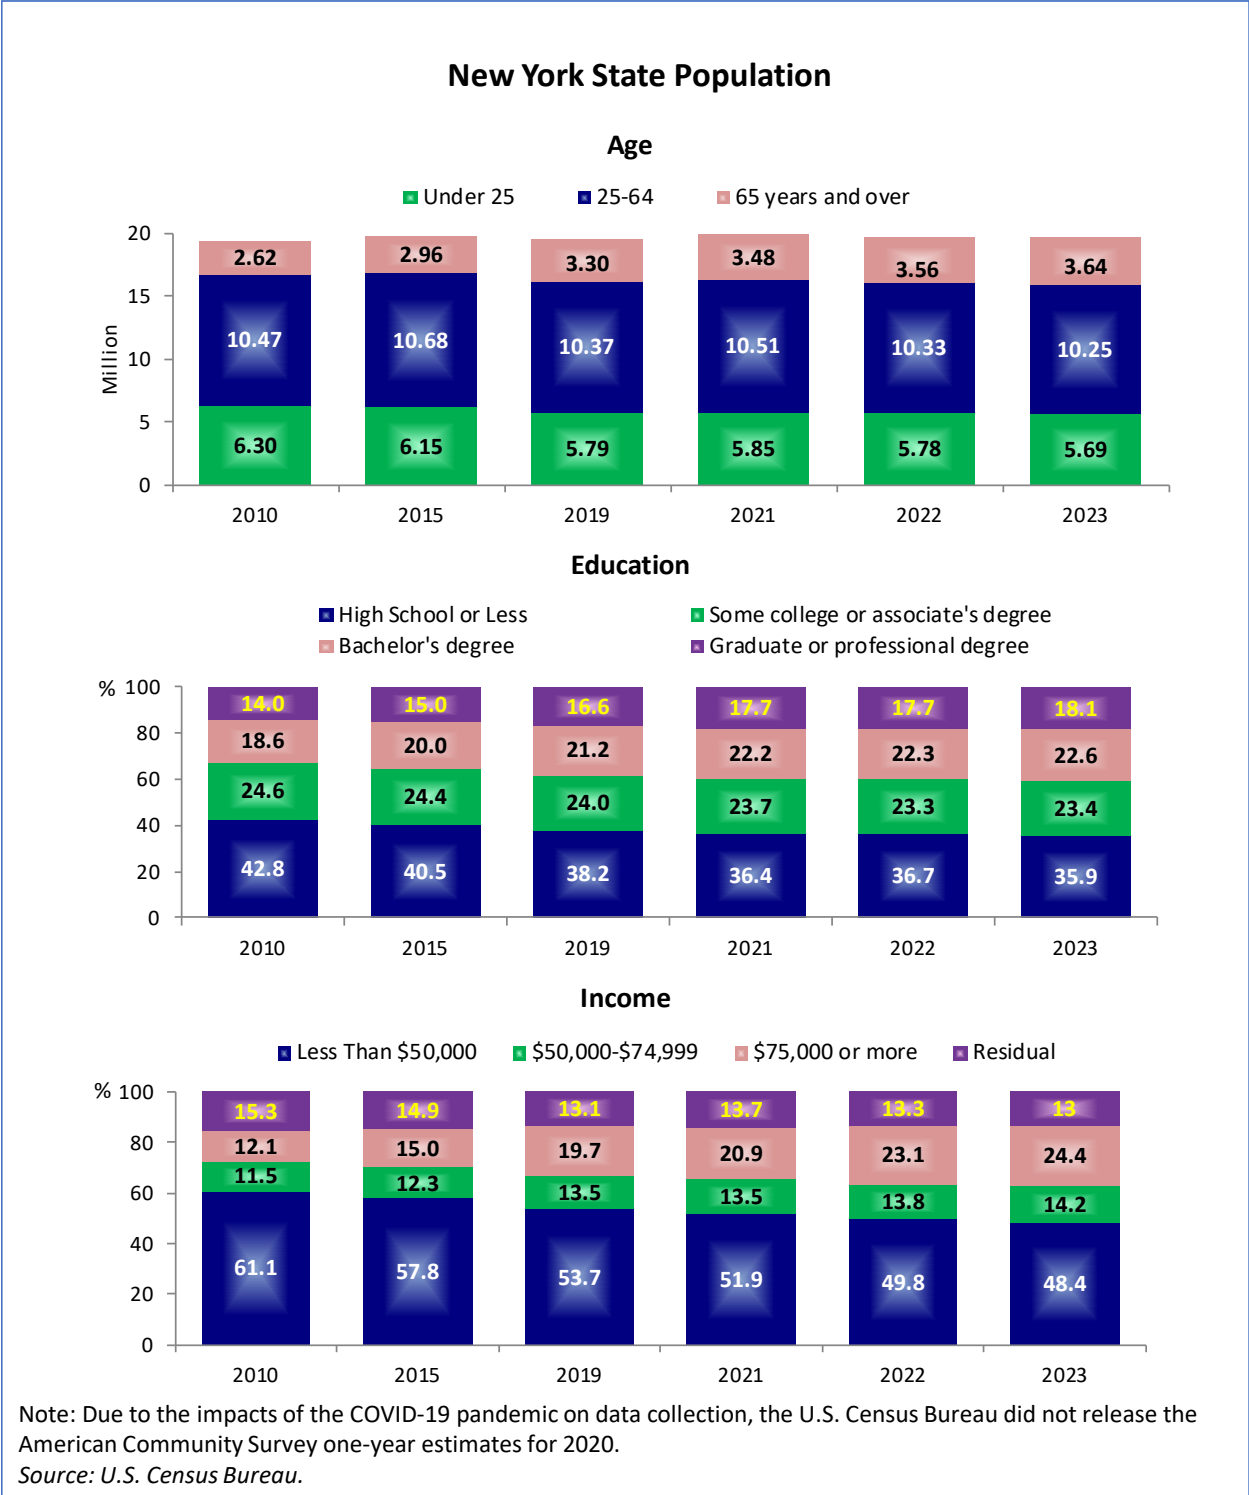 New York State Population
Age
Under 25 25-64 65 years and over
Million
20
15
10
5
0
2.62 2.96 3.30 3.48 3.56 3.64
10.47 10.68 10.37 10.51 10.33 10.25
6.30 6.15 5.79 5.85 5.78 5.69
2010 2015 2019 2021 2022 2023
Education
High School or Less Some college or associate's degree
Bachelor's degree Graduate or professional degree
% 100
80
60
40
20
0
14.0 15.0 16.6 17.7 17.7 18.1
18.6 20.0 21.2 22.2 22.3 22.6
24.6 24.4 24.0 23.7 23.3 23.4
42.8 40.5 38.2 36.4 36.7 35.9
2010 2015 2019 2021 2022 2023
Income
Less Than $50,000 $50,000-$74,999 $75,000 or more Residual
% 100
80
60
40
20
0
15.3 14.9 13.1 13.7 13.3 13
12.1 15.0 19.7 20.9 23.1 24.4
11.5 12.3 13.5 13.5 13.8 14.2
61.1 57.8 53.7 51.9 49.8 48.4
2010 2015 2019 2021 2022 2023
Note: Due to the impacts of the COVID-19 pandemic on data collection, the U.S. Census Bureau did not release the
American Community Survey one-year estimates for 2020.
Source: U.S. Census Bureau.